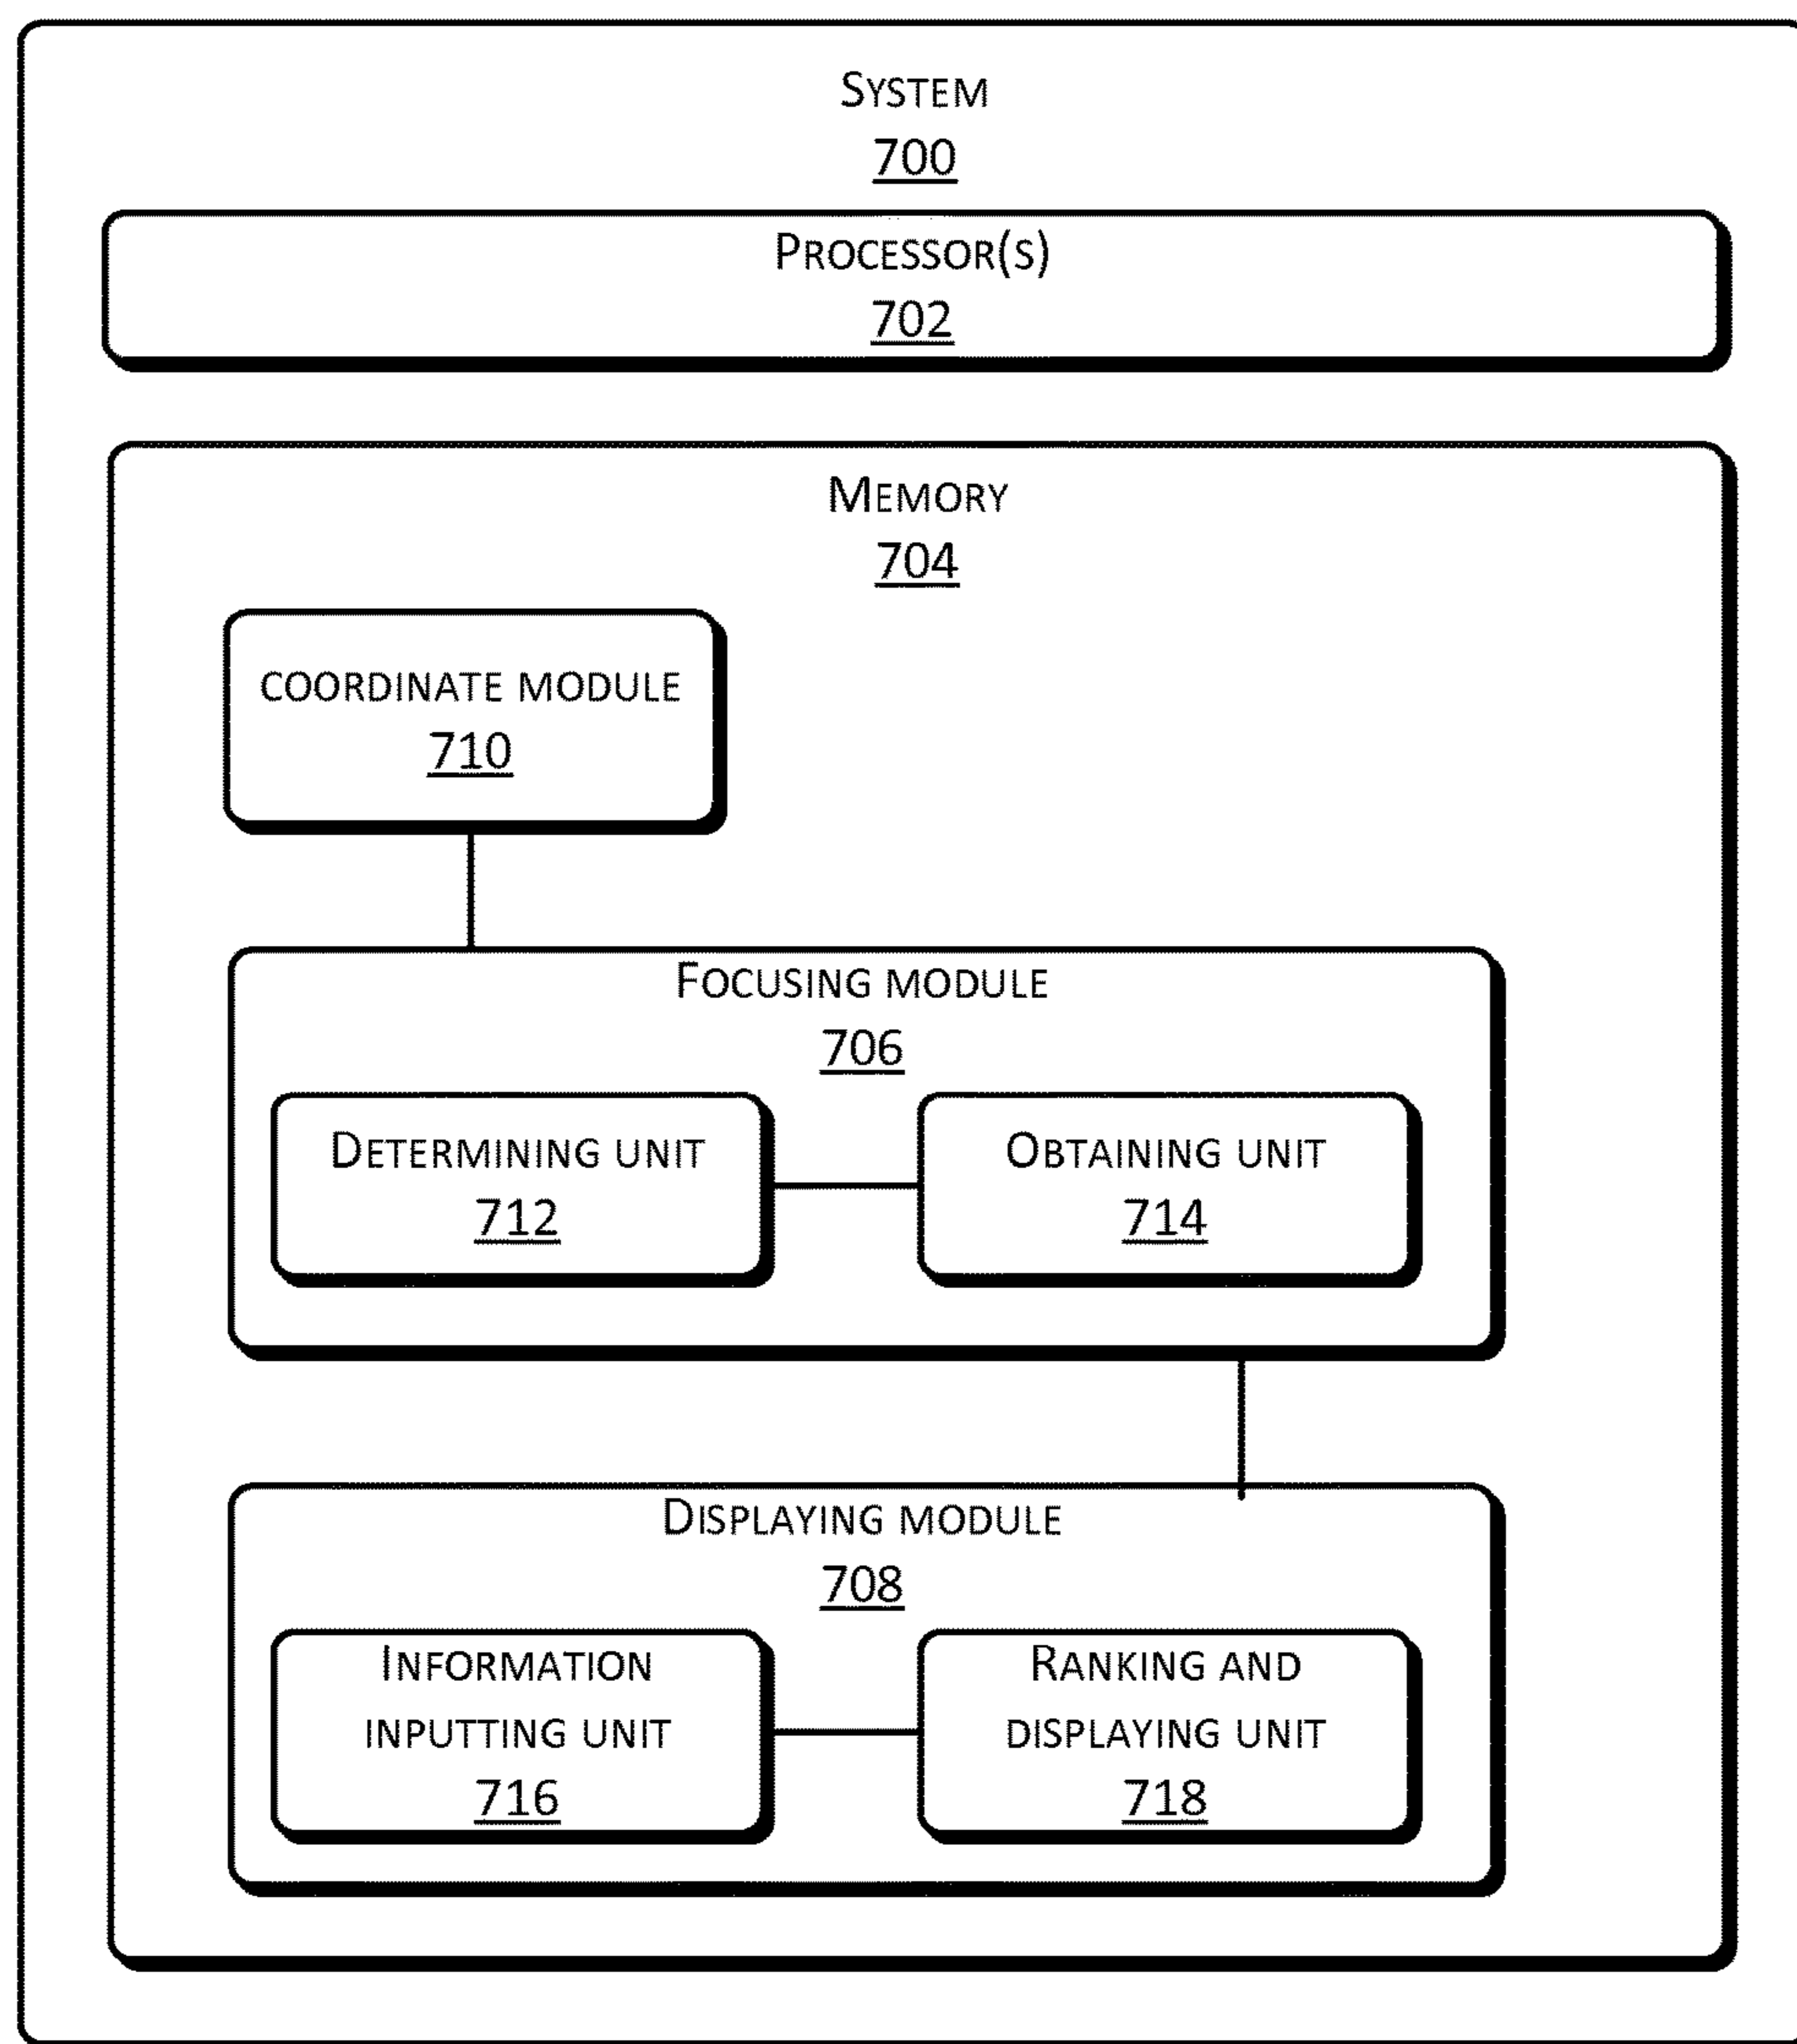 SYSTEM
700
PROCESSOR(S)
702
MEMORY
704
COORDINATE MODULE
710
FOCUSING MODULE
706
DETERMINING UNIT
712
OBTAINING UNIT
714
DISPLAYING MODULE
708
INFORMATION
INPUTTING UNIT
716
RANKING AND
DISPLAYING UNIT
718